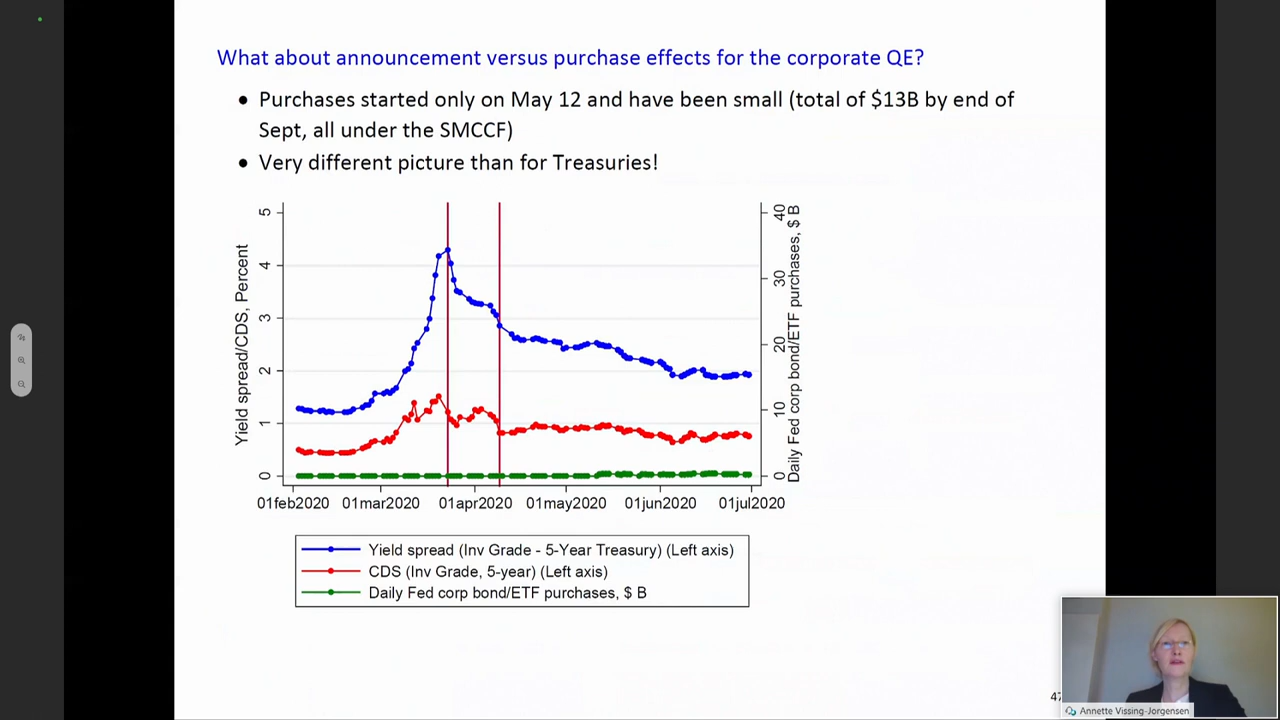 What about announcement versus purchase effects for the corporate QE?
● Purchases started only on May 12 and have been small (total of $13B by end of
Sept, all under the SMCCF)
● Very different picture than for Treasuries!
Yield spread/CDS, Percent
5
4
3
2
1
0
40
30
20
10
0
Daily Fed corp bond/ETF purchases, $ B
01feb2020 01mar2020 01apr2020 01may2020 01jun2020 01jul2020
Yield spread (Inv Grade - 5-Year Treasury) (Left axis)
CDS (Inv Grade, 5-year) (Left axis)
Daily Fed corp bond/ETF purchases, $ B
47
Annette Vissing-Jorgensen